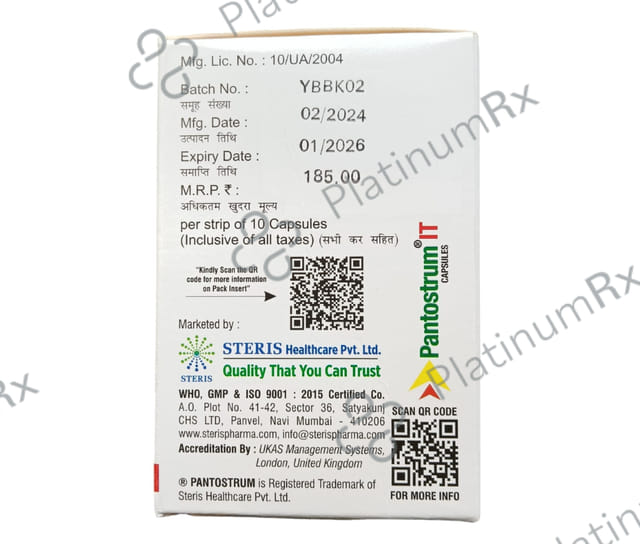 Mfg. Lic. No. : 10/UA/2004
Batch No. : YBBK02
समूह संख्या
Mfg. Date : 02/2024
उत्पादन तिथि
Expiry Date : 01/2026
समाप्ति तिथि
M.R.P. ₹ : 185.00
अधिकतम खुदरा मूल्य
per strip of 10 Capsules
(Inclusive of all taxes) (सभी कर सहित)
"Kindly Scan the QR
code for more information
on Pack Insert"
Marketed by :
STERIS
STERIS Healthcare Pvt. Ltd.
Quality That You Can Trust
WHO, GMP & ISO 9001 : 2015 Certified Co.
A.O. Plot No. 41-42, Sector 36, Satyakunj
CHS LTD, Panvel, Navi Mumbai - 410206
www.sterispharma.com, info@sterispharma.com
Accreditation By : UKAS Management Systems,
London, United Kingdom
® PANTOSTRUM is Registered Trademark of
Steris Healthcare Pvt. Ltd.
Pantostrum® IT
CAPSULES
SCAN QR CODE
FOR MORE INFO
PlatinumRx
PlatinumRx
PlatinumRx
Rx